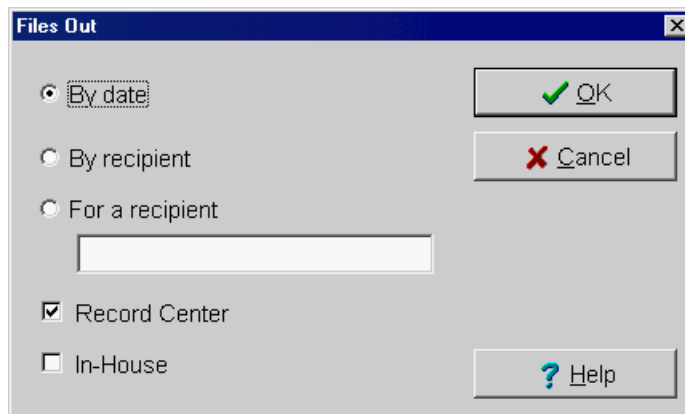 Files Out
By date
OK
By recipient
Cancel
For a recipient
Record Center
In-House
Help